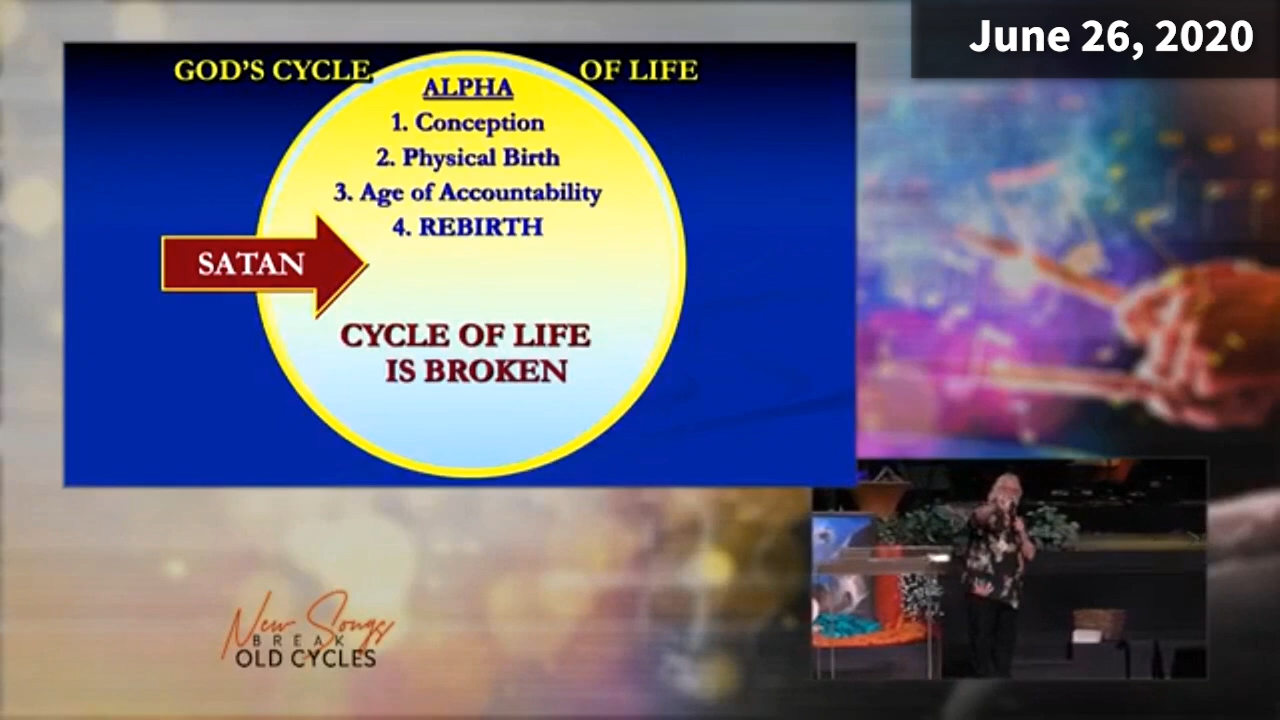 June 26, 2020
GOD'S CYCLE OF LIFE
ALPHA
1. Conception
2. Physical Birth
3. Age of Accountability
4. REBIRTH
SATAN
CYCLE OF LIFE
IS BROKEN
New Songs
BREAK
OLD CYCLES